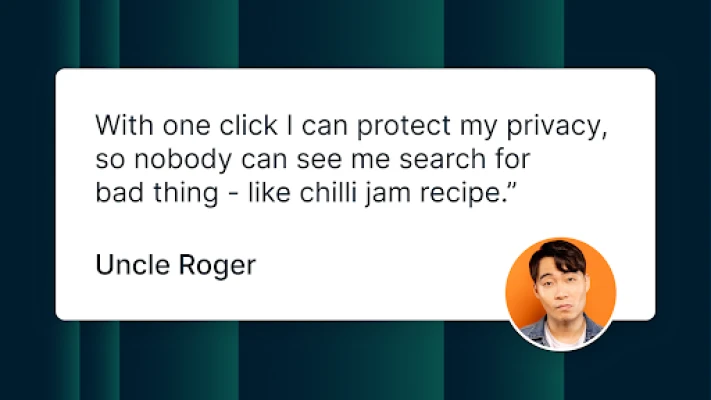 With one click I can protect my privacy,
so nobody can see me search for
bad thing - like chilli jam recipe.”
Uncle Roger